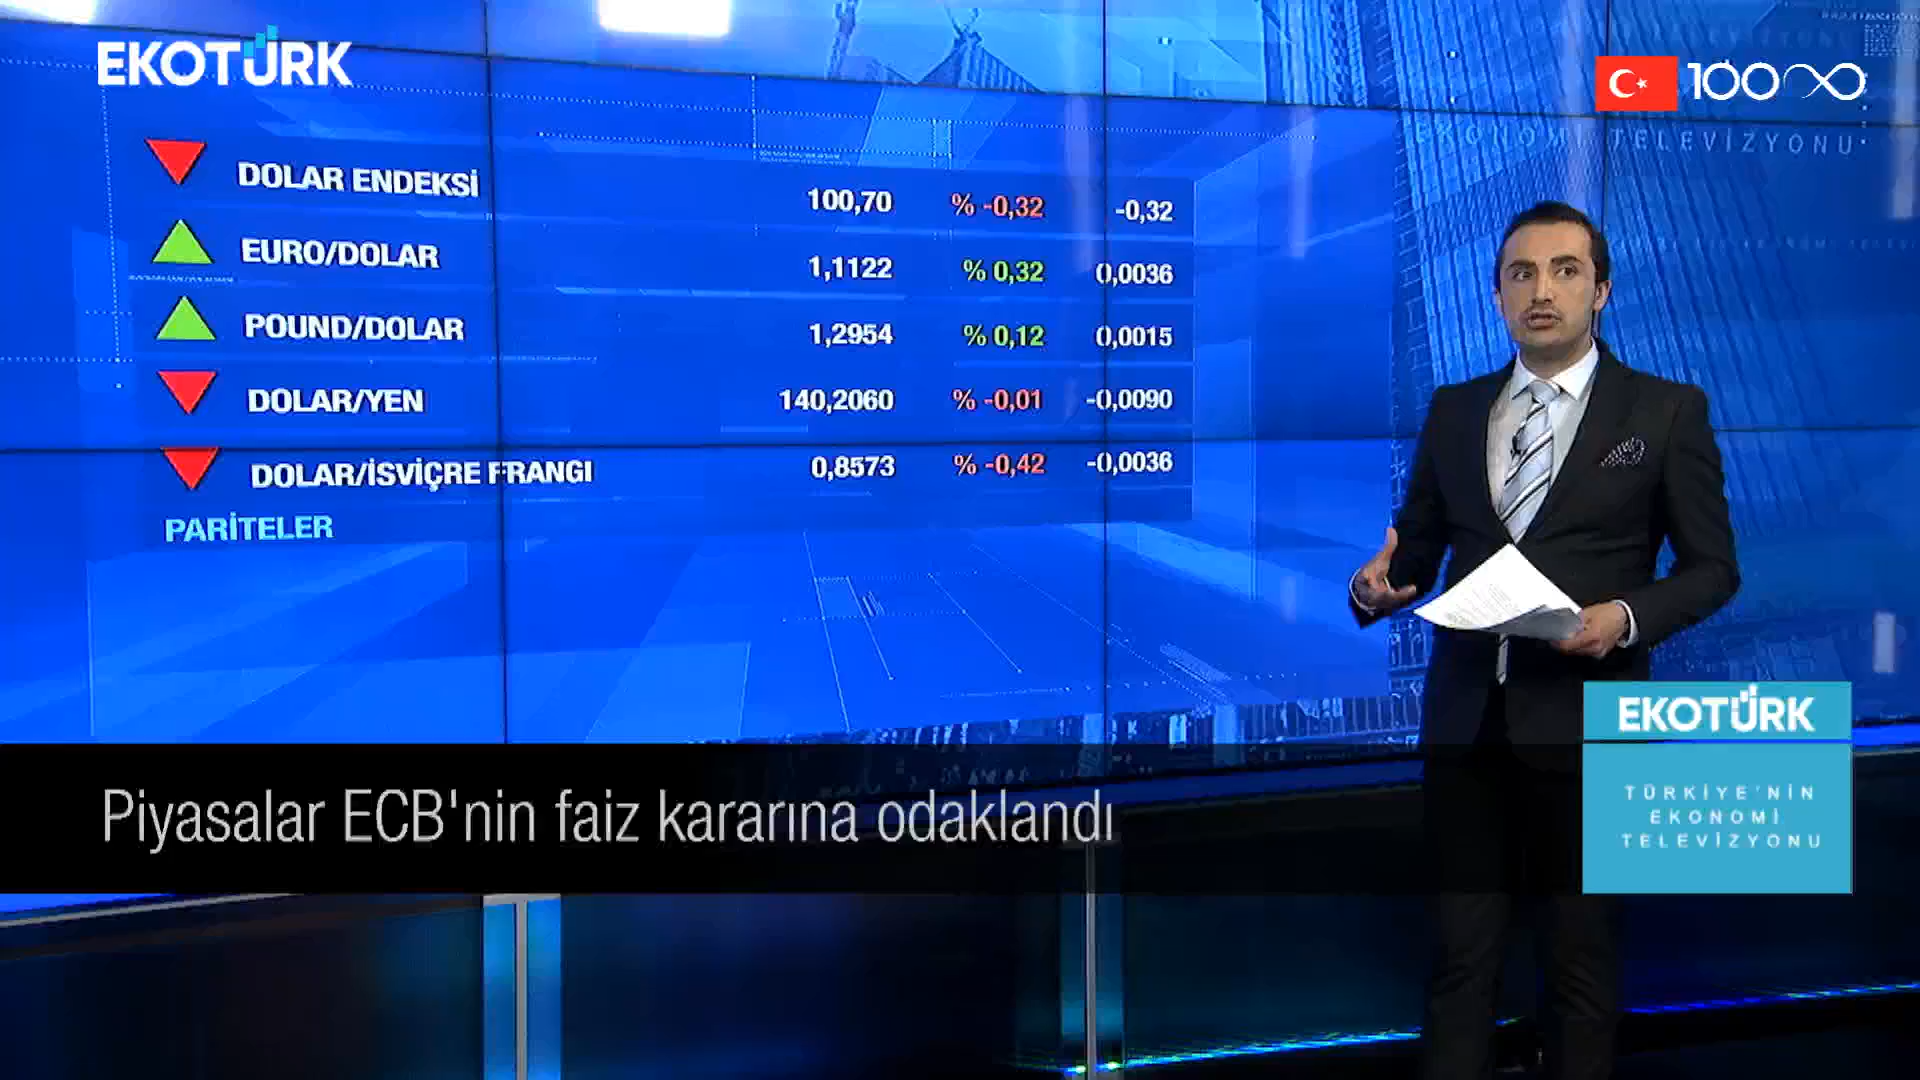 EKOTÜRK
100
EKONOMİ TELEVİZYONU
DOLAR ENDEKSİ 100,70 % -0,32 -0,32
EURO/DOLAR 1,1122 % 0,32 0,0036
POUND/DOLAR 1,2954 % 0,12 0,0015
DOLAR/YEN 140,2060 % -0,01 -0,0090
DOLAR/İSVİÇRE FRANGI 0,8573 % -0,42 -0,0036
PARİTELER
EKOTÜRK
TÜRKİYE'NİN
EKONOMİ
TELEVİZYONU
Piyasalar ECB'nin faiz kararına odaklandı